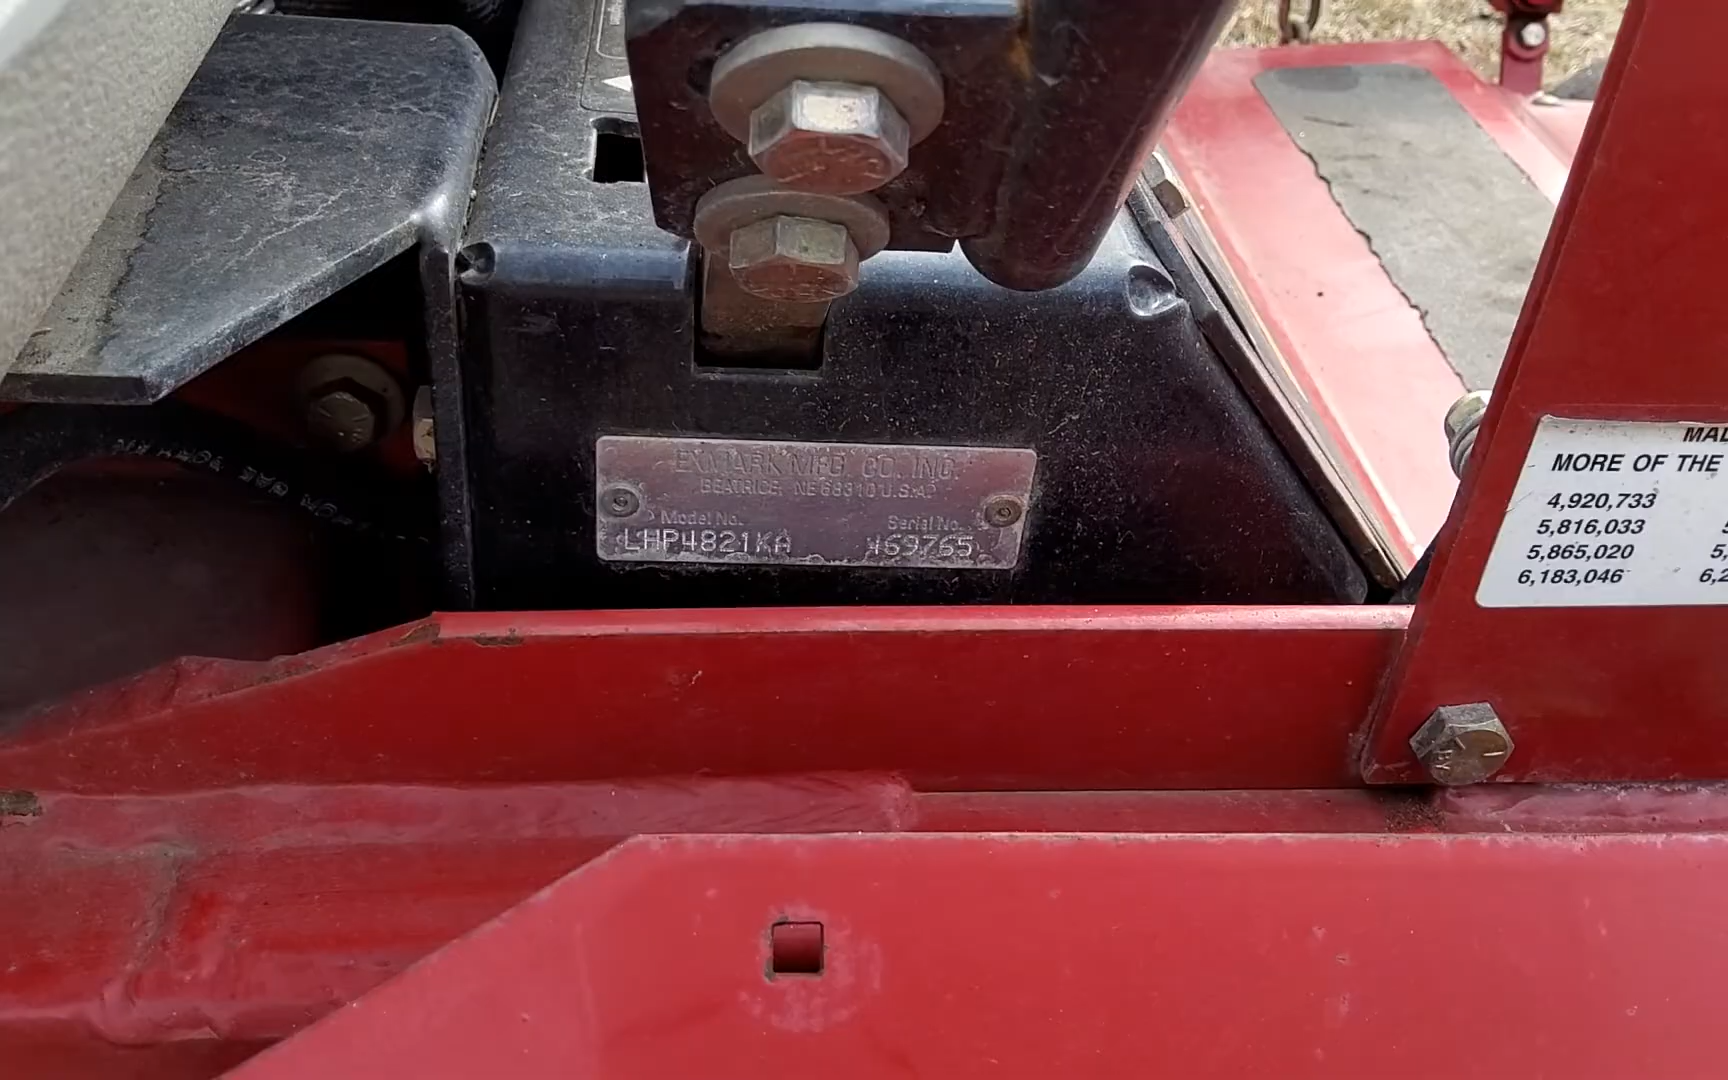 EXMARK MFG. CO. INC.
BEATRICE, NE 68310 U.S.A.
Model No.
Serial No.
LHP4821KA
469765
MORE OF THE
4,920,733
5,816,033
5,865,020
6,183,046